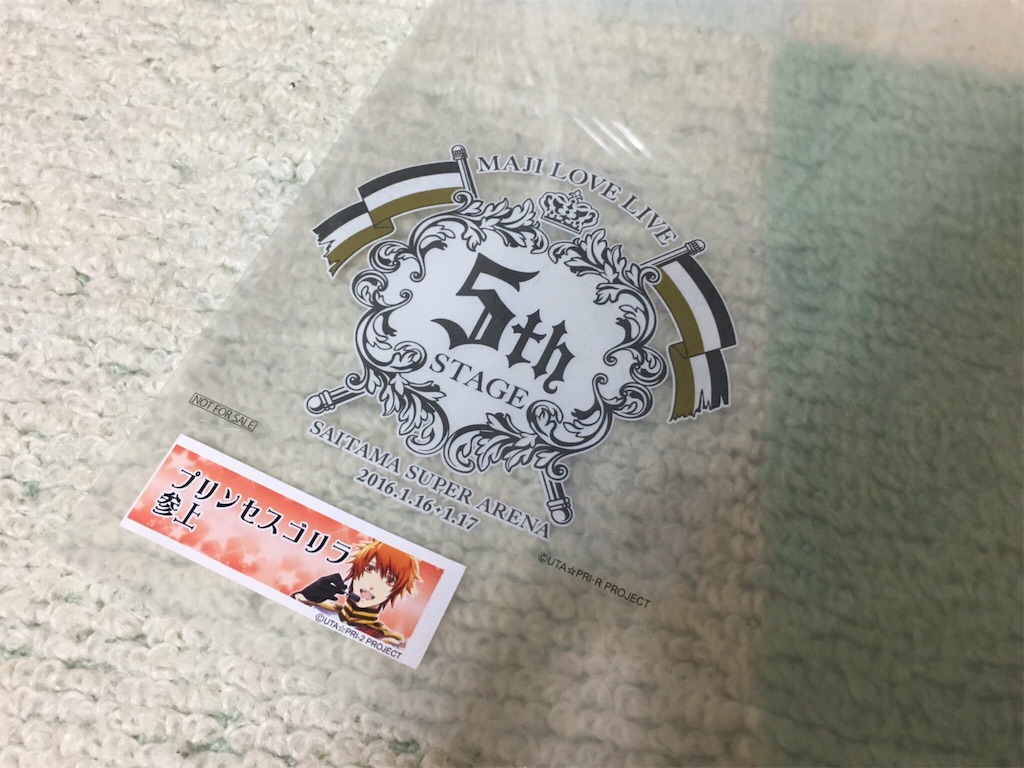 MAJI LOVE LIVE
5th
STAGE
SAITAMA SUPER ARENA
2016.1.16+1.17
NOT FOR SALE
©UTA☆PRI-R PROJECT
プリンセスゴリラ
参上
©UTA☆PRI-2 PROJECT